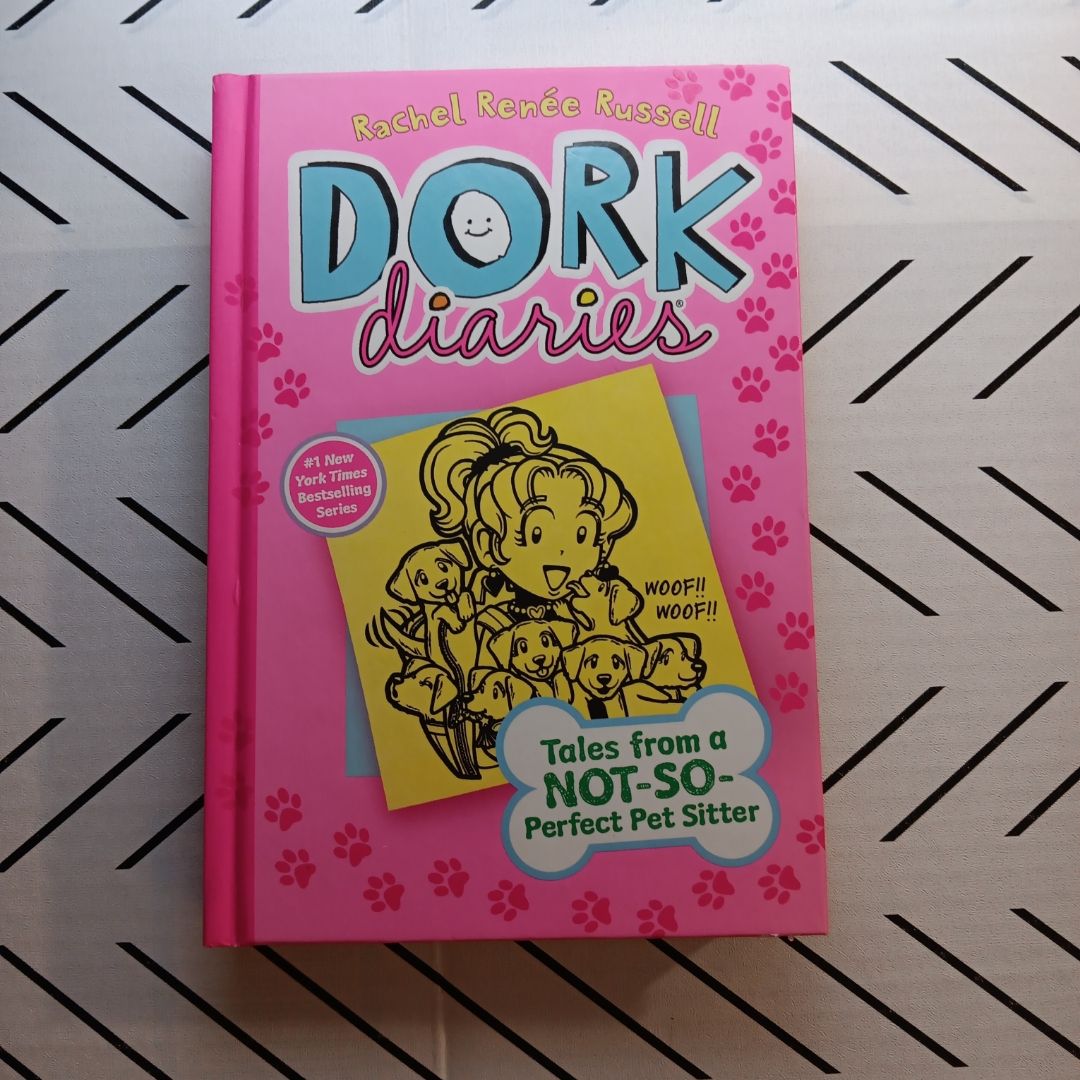 Rachel Renée Russell
DORK
diaries®
#1 New
York Times
Bestselling
Series
WOOF!!
WOOF!!
Tales from a
NOT-SO-
Perfect Pet Sitter